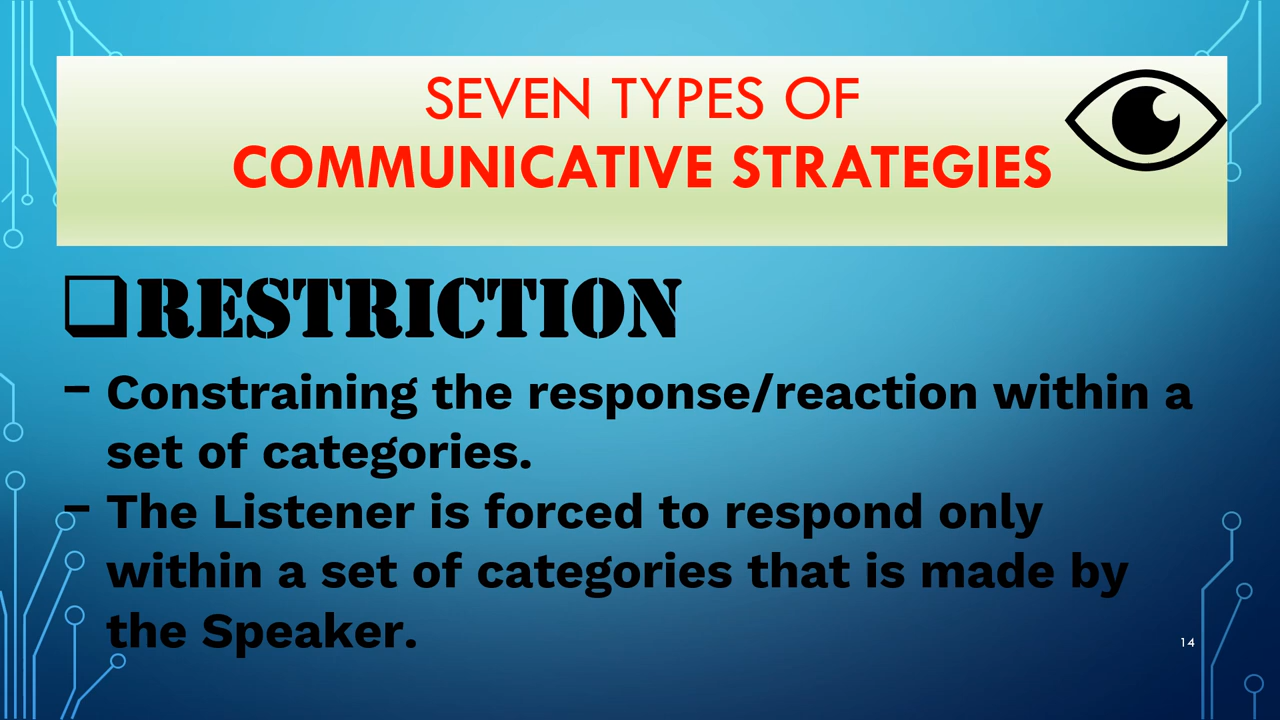 SEVEN TYPES OF
COMMUNICATIVE STRATEGIES
❑RESTRICTION
– Constraining the response/reaction within a
set of categories.
– The Listener is forced to respond only
within a set of categories that is made by
the Speaker.
14